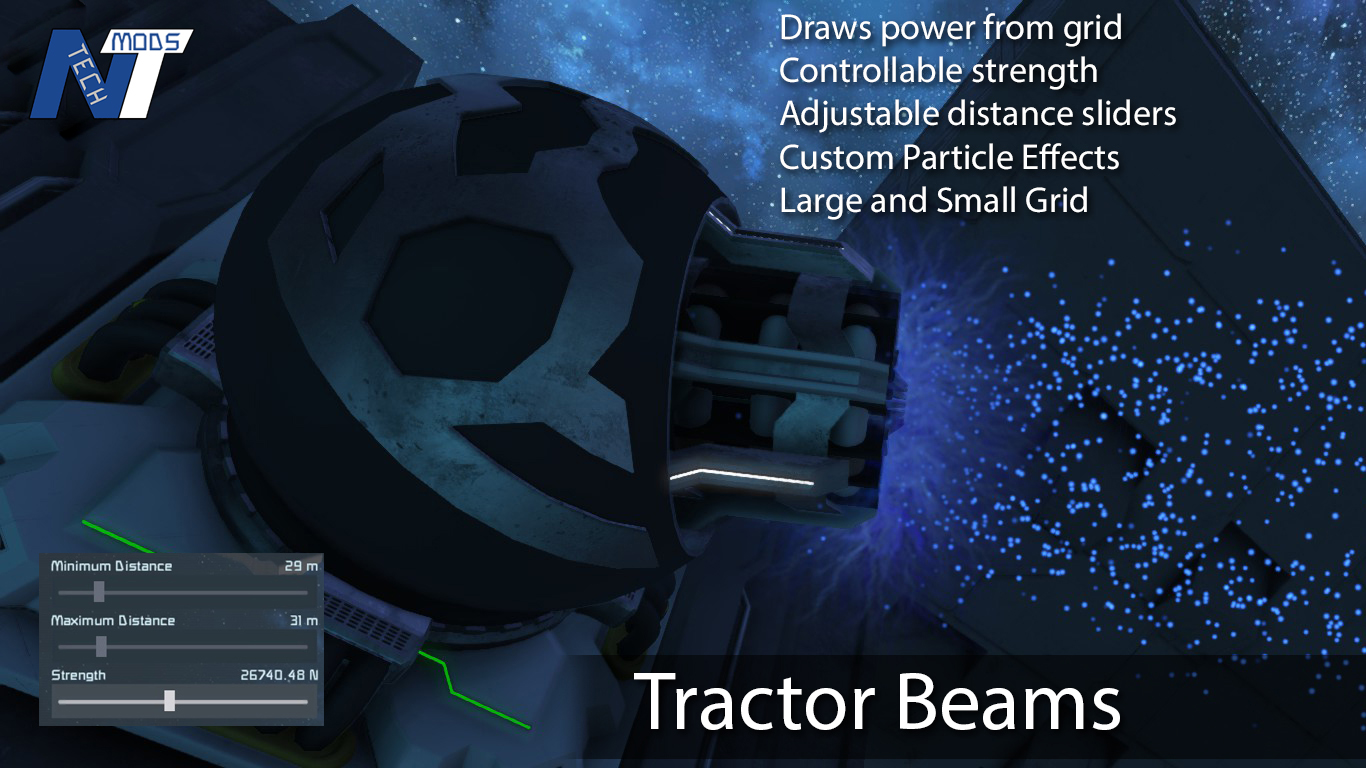 NT
TECH
MODS
Draws power from grid
Controllable strength
Adjustable distance sliders
Custom Particle Effects
Large and Small Grid
Minimum Distance 29 m
Maximum Distance 31 m
Strength 26740.48 N
Tractor Beams